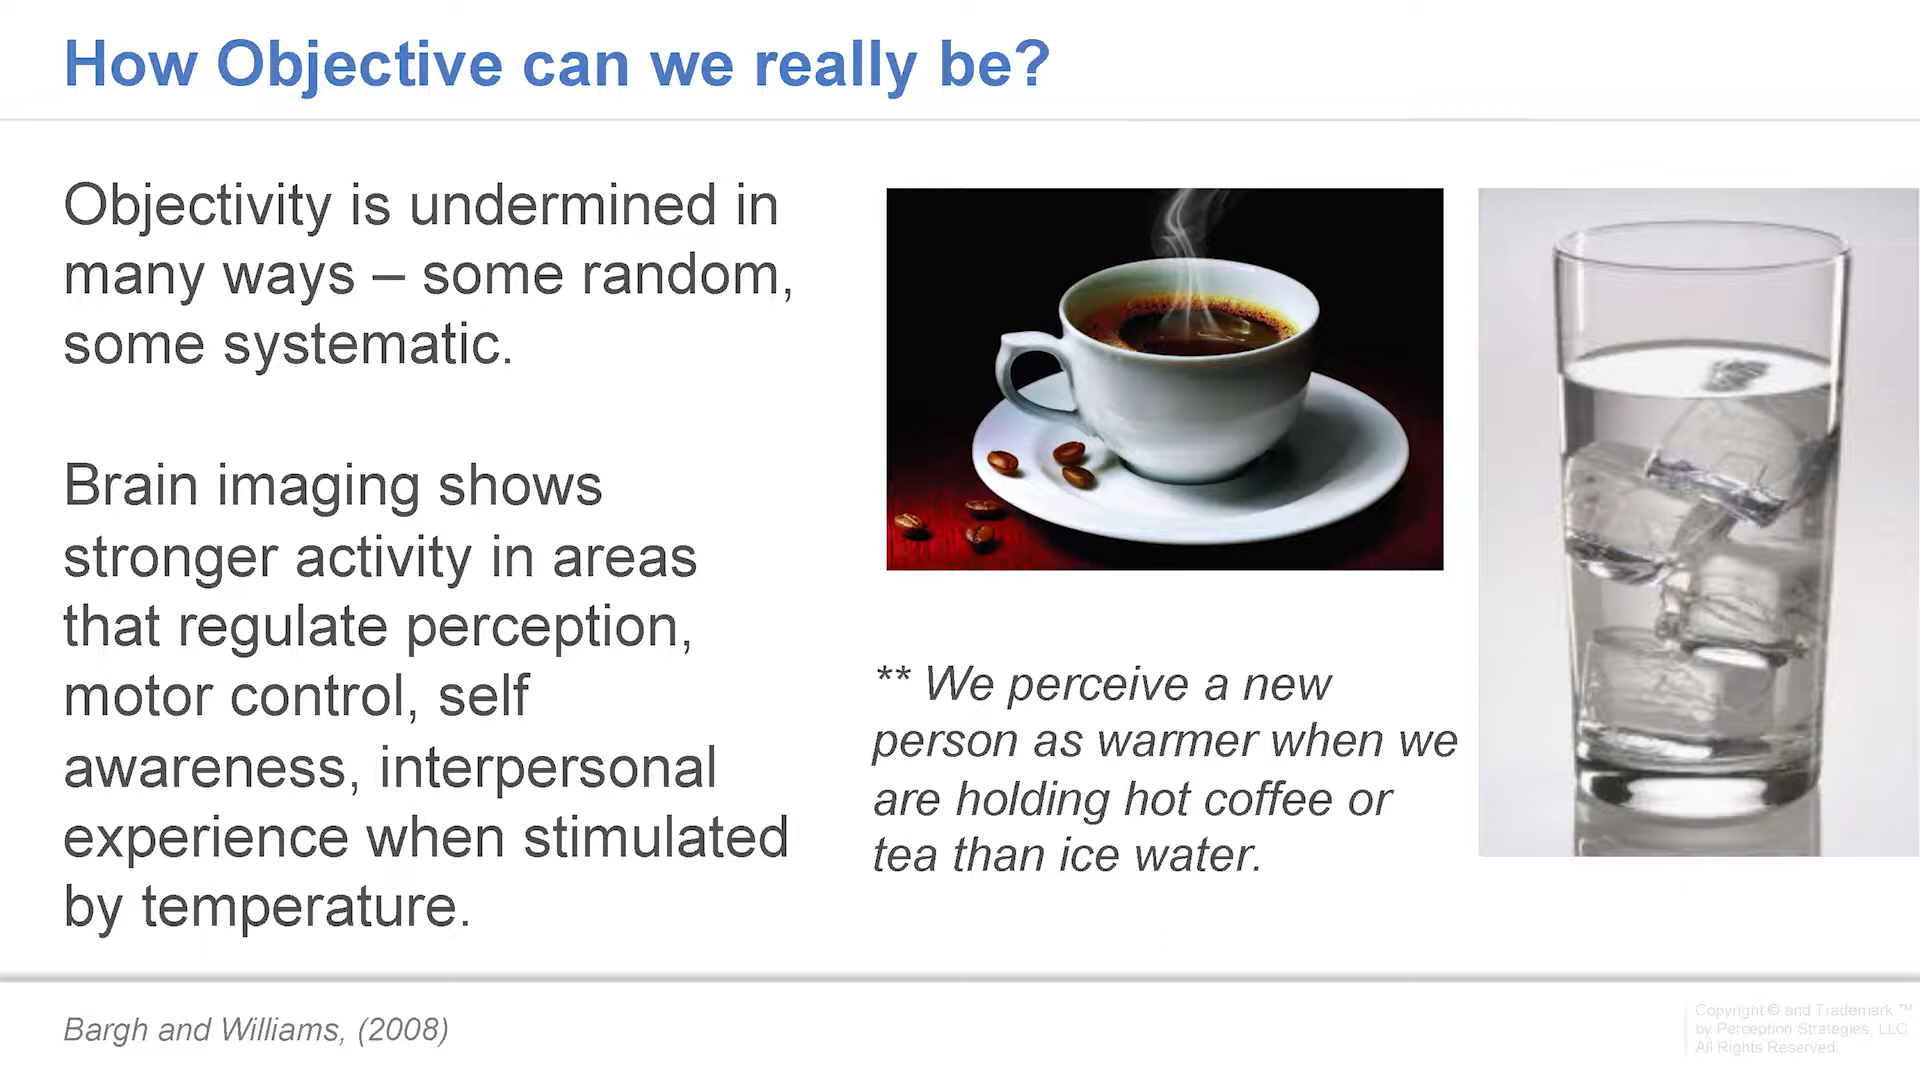 How Objective can we really be?
Objectivity is undermined in
many ways – some random,
some systematic.
Brain imaging shows
stronger activity in areas
that regulate perception,
motor control, self
awareness, interpersonal
experience when stimulated
by temperature.
** We perceive a new
person as warmer when we
are holding hot coffee or
tea than ice water.
Bargh and Williams, (2008)
Copyright © and Trademark ™
by Perception Strategies, LLC
All Rights Reserved.